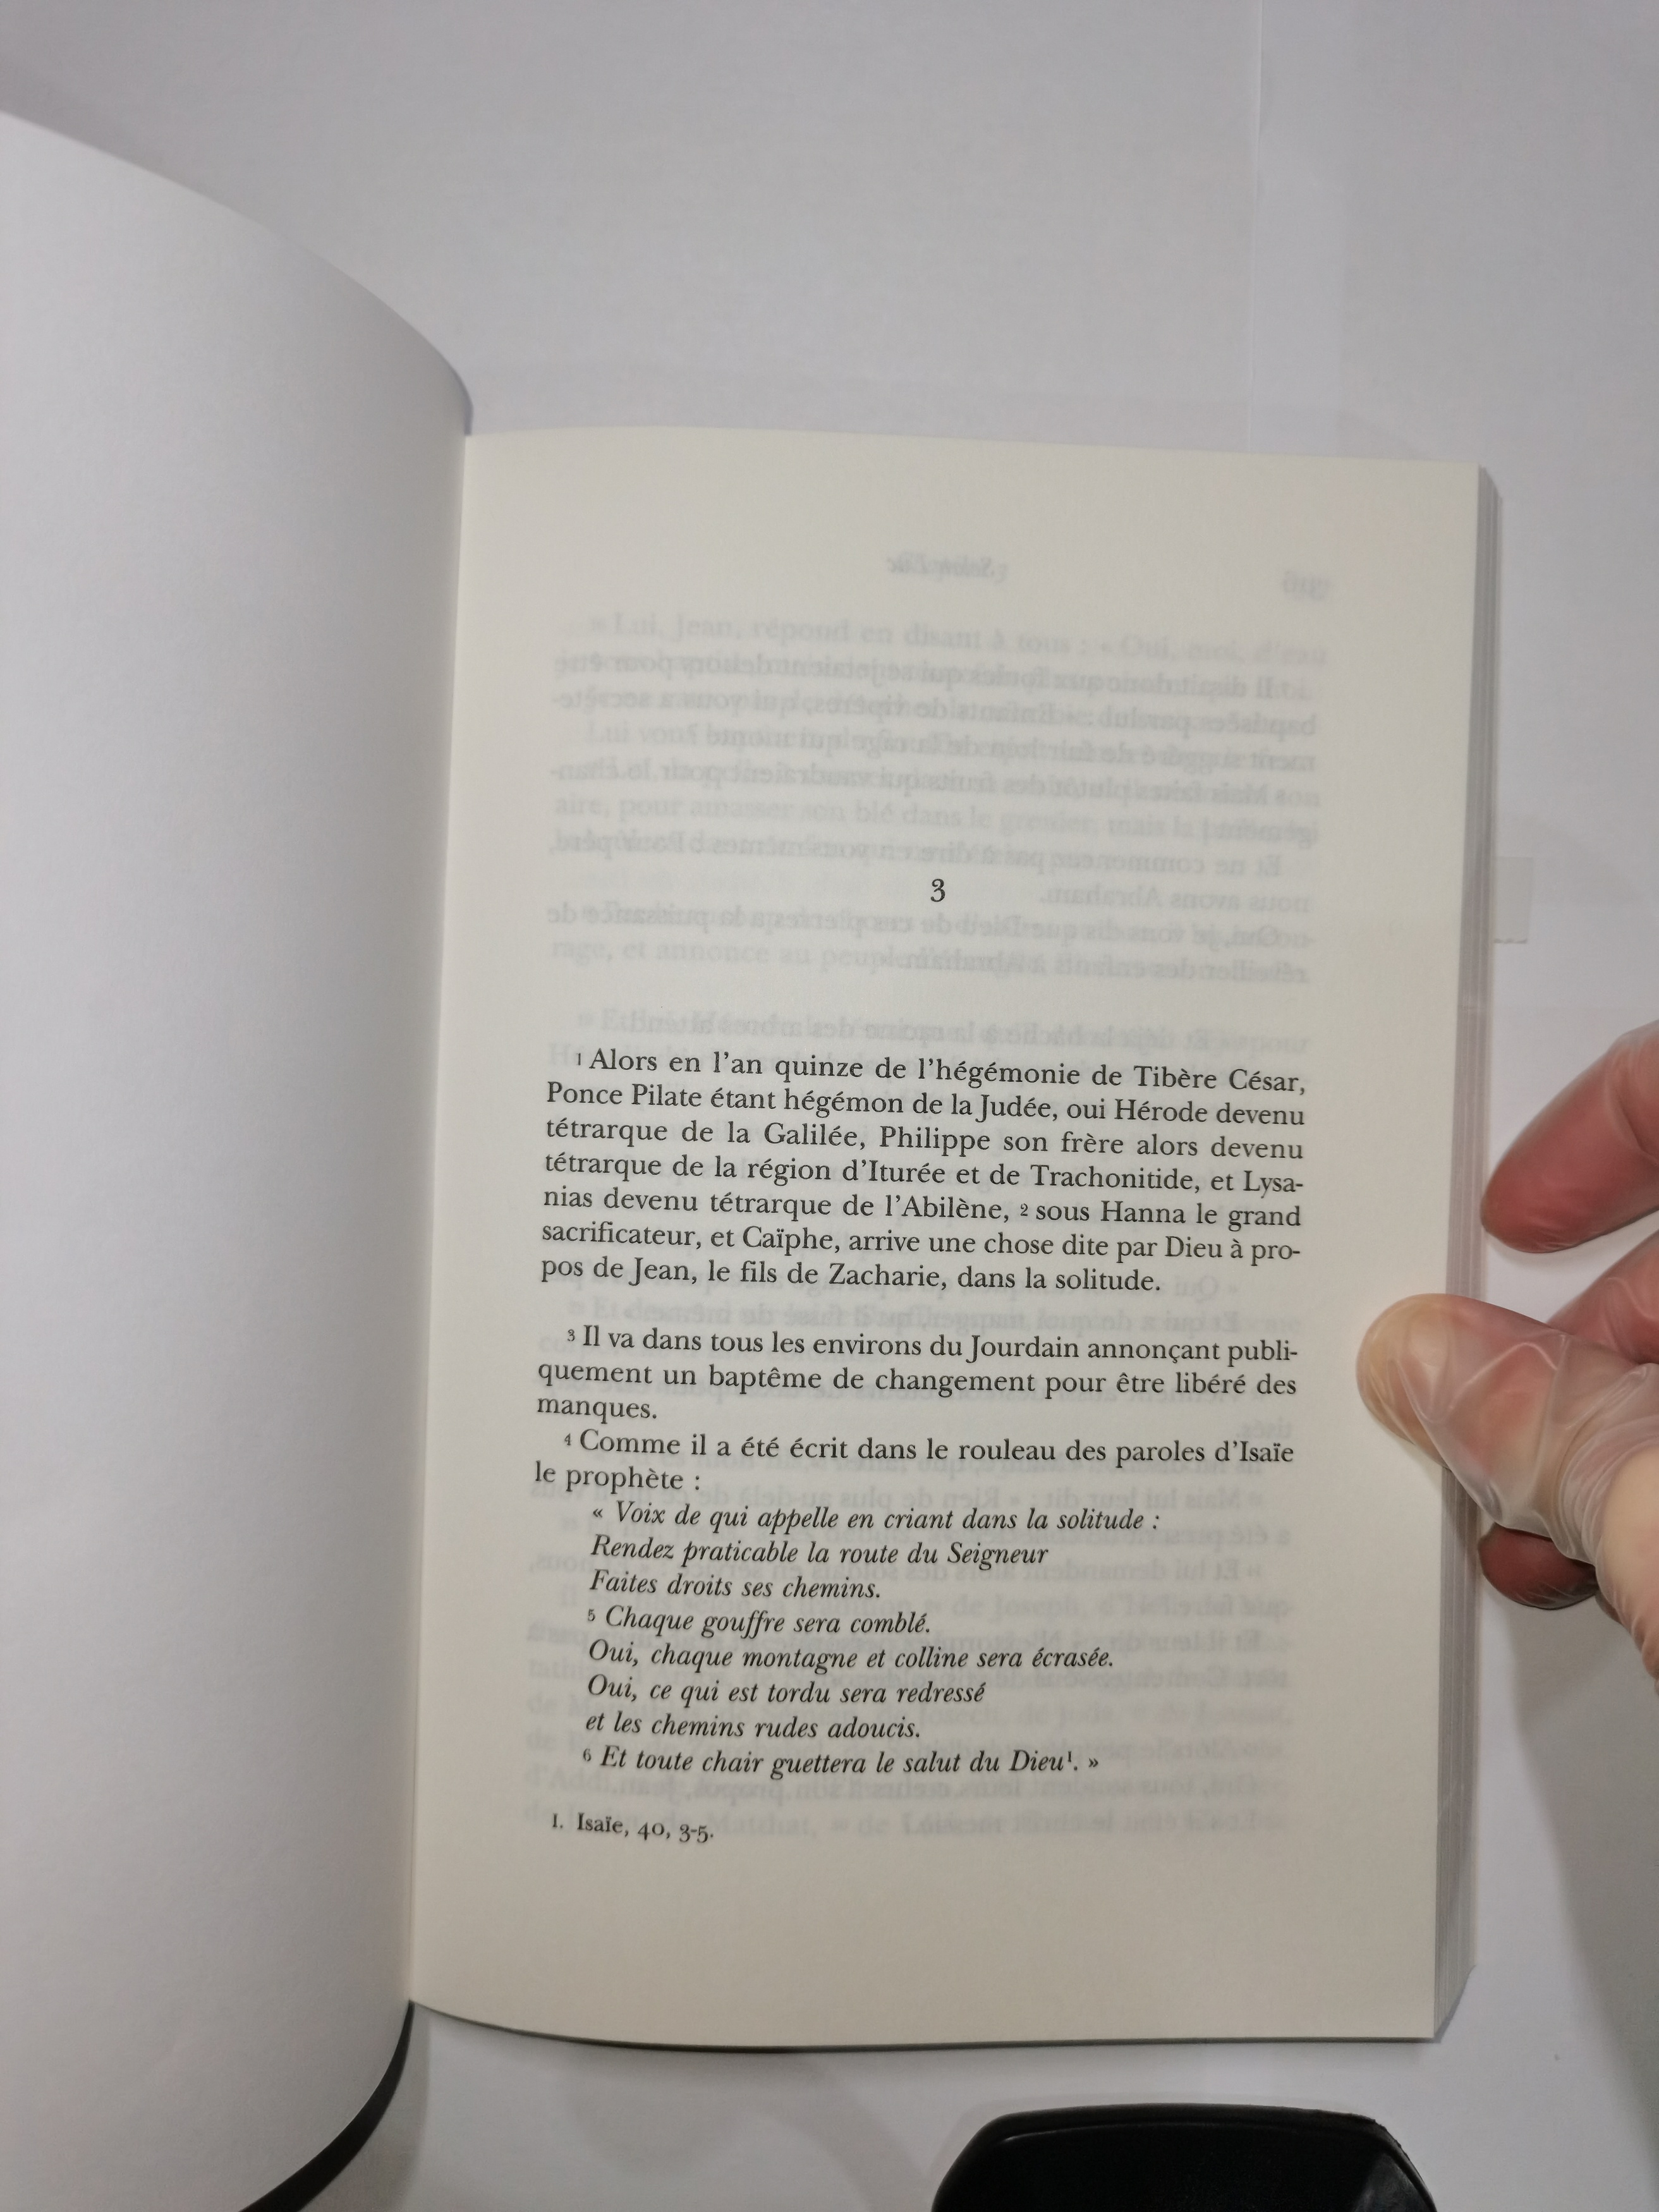 3
1 Alors en l'an quinze de l'hégémonie de Tibère César,
Ponce Pilate étant hégémon de la Judée, oui Hérode devenu
tétrarque de la Galilée, Philippe son frère alors devenu
tétrarque de la région d'Iturée et de Trachonitide, et Lysa-
nias devenu tétrarque de l'Abilène, 2 sous Hanna le grand
sacrificateur, et Caïphe, arrive une chose dite par Dieu à pro-
pos de Jean, le fils de Zacharie, dans la solitude.
3 Il va dans tous les environs du Jourdain annonçant publi-
quement un baptême de changement pour être libéré des
manques.
4 Comme il a été écrit dans le rouleau des paroles d'Isaïe
le prophète :
« Voix de qui appelle en criant dans la solitude :
Rendez praticable la route du Seigneur
Faites droits ses chemins.
5 Chaque gouffre sera comblé.
Oui, chaque montagne et colline sera écrasée.
Oui, ce qui est tordu sera redressé
et les chemins rudes adoucis.
6 Et toute chair guettera le salut du Dieu1. »
1. Isaïe, 40, 3-5.